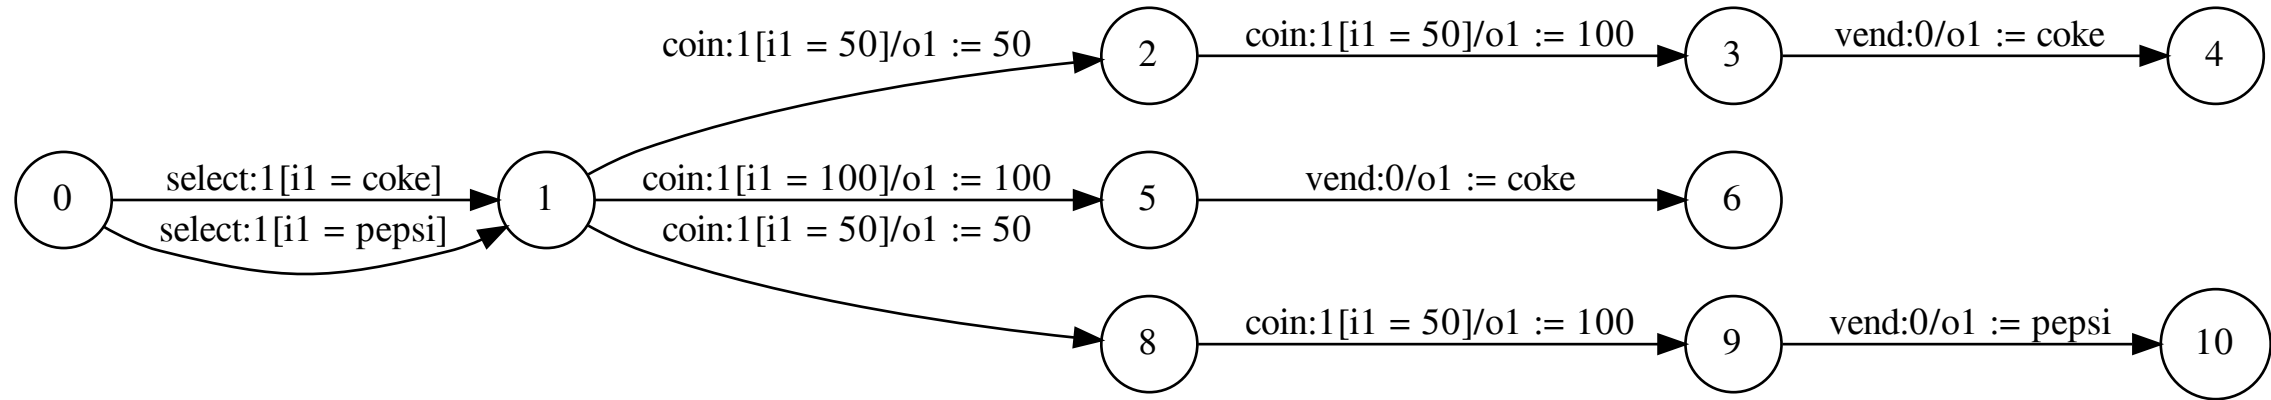 coin:1[i1 = 50]/o1 := 50
2
coin:1[i1 = 50]/o1 := 100
3
vend:0/o1 := coke
4
0
select:1[i1 = coke]
select:1[i1 = pepsi]
1
coin:1[i1 = 100]/o1 := 100
5
vend:0/o1 := coke
6
coin:1[i1 = 50]/o1 := 50
8
coin:1[i1 = 50]/o1 := 100
9
vend:0/o1 := pepsi
10